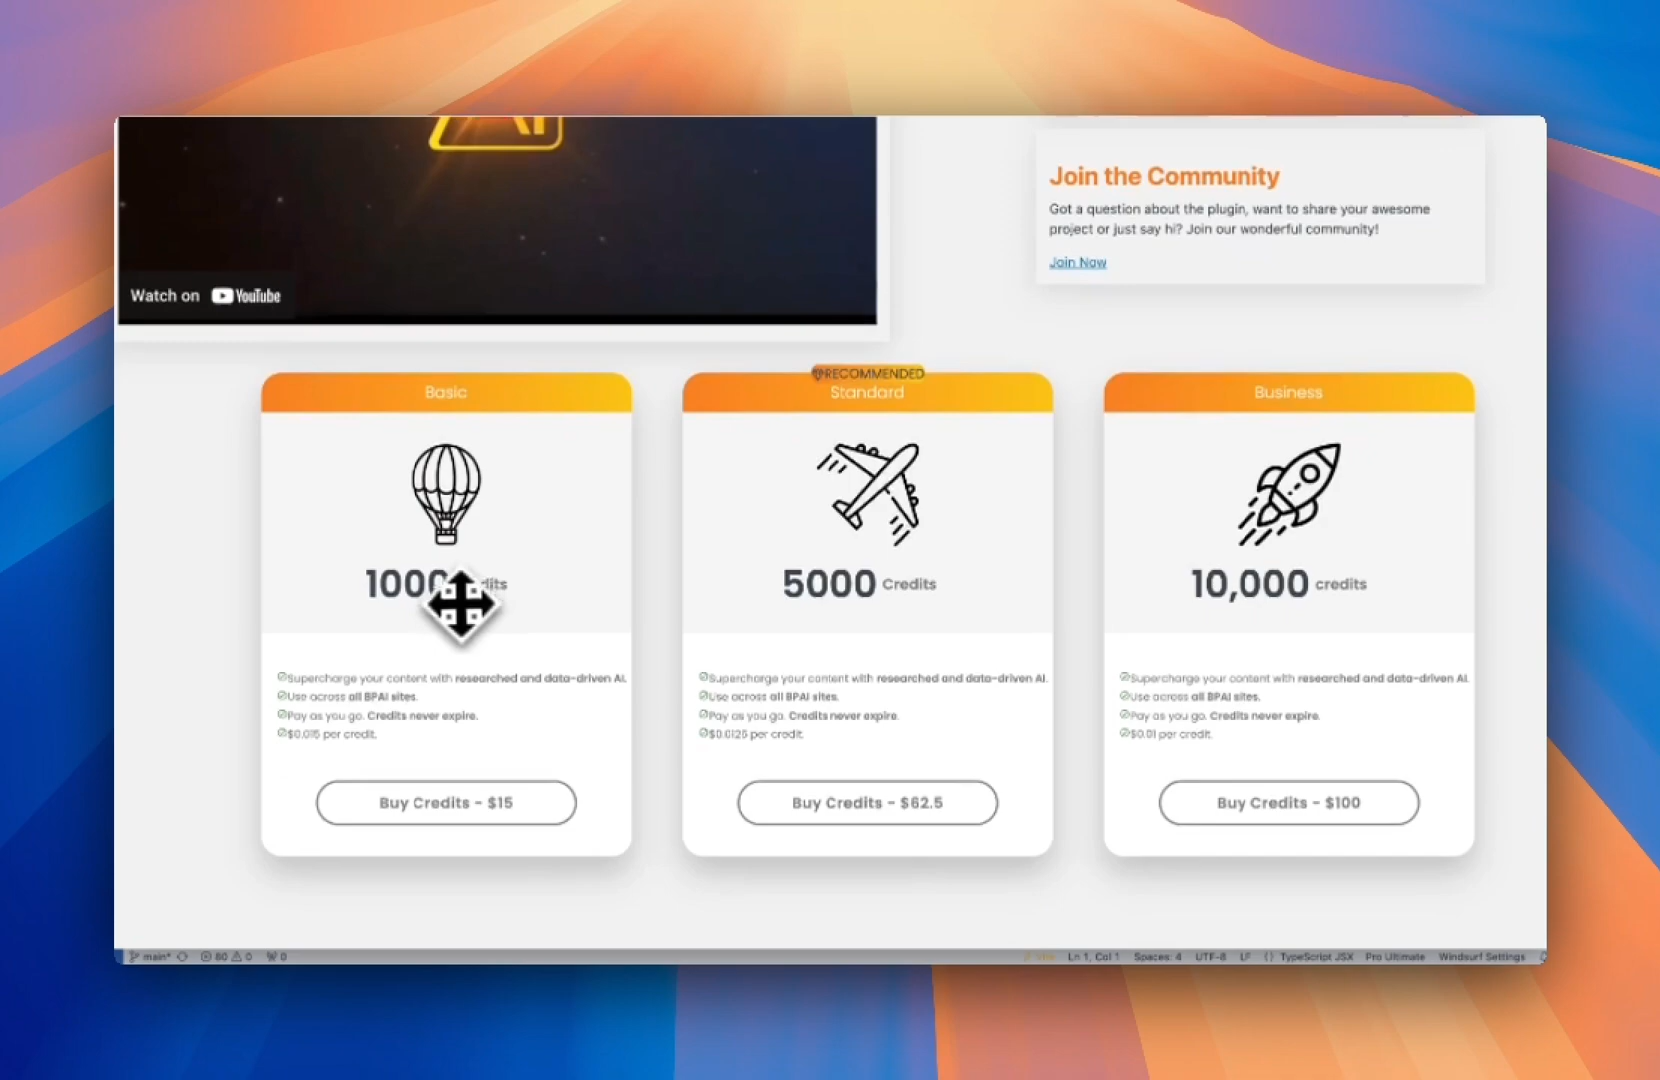 AI
Join the Community
Got a question about the plugin, want to share your awesome
project or just say hi? Join our wonderful community!
Join Now
Watch on YouTube
Basic
1000
Supercharge your content with researched and data-driven AI.
Use across all BPAI sites.
Pay as you go. Credits never expire.
$0.015 per credit.
Buy Credits - $15
RECOMMENDED
Standard
5000 Credits
Supercharge your content with researched and data-driven AI.
Use across all BPAI sites.
Pay as you go. Credits never expire.
$0.0125 per credit.
Buy Credits - $62.5
Business
10,000 credits
Supercharge your content with researched and data-driven AI.
Use across all BPAI sites.
Pay as you go. Credits never expire.
$0.01 per credit.
Buy Credits - $100
main* 80 0 0 Ln 1, Col 1 Spaces: 4 UTF-8 LF {} TypeScript JSX Pro Ultimate Windsurf Settings